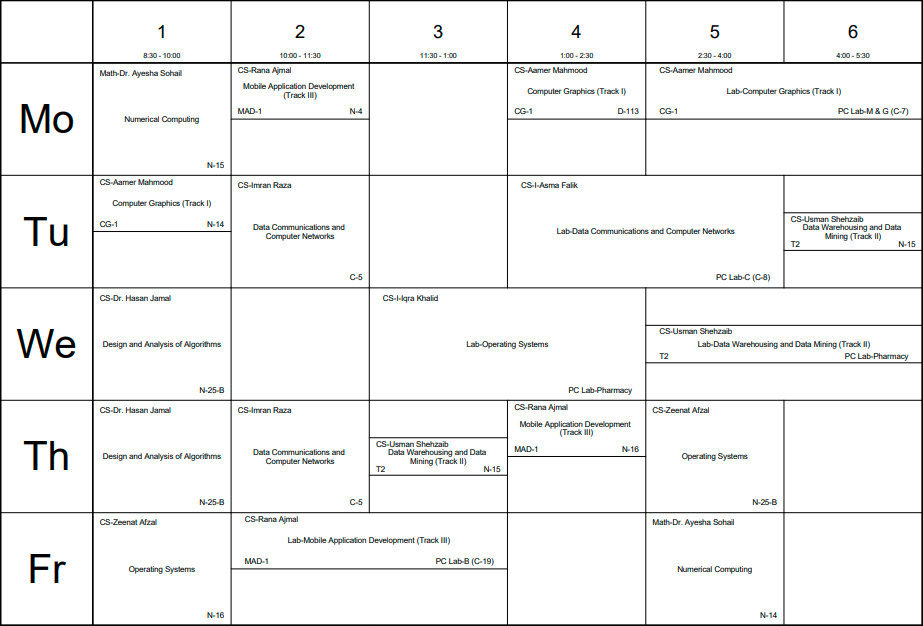 1 2 3 4 5 6
8:30 - 10:00 10:00 - 11:30 11:30 - 1:00 1:00 - 2:30 2:30 - 4:00 4:00 - 5:30
Mo
Math-Dr. Ayesha Sohail
Numerical Computing
N-15
CS-Rana Ajmal
Mobile Application Development
(Track III)
MAD-1 N-4
CS-Aamer Mahmood
Computer Graphics (Track I)
CG-1 D-113
CS-Aamer Mahmood
Lab-Computer Graphics (Track I)
CG-1 PC Lab-M & G (C-7)
Tu
CS-Aamer Mahmood
Computer Graphics (Track I)
CG-1 N-14
CS-Imran Raza
Data Communications and
Computer Networks
C-5
CS-I-Asma Falik
Lab-Data Communications and Computer Networks
PC Lab-C (C-8)
CS-Usman Shehzaib
Data Warehousing and Data
Mining (Track II)
T2 N-15
We
CS-Dr. Hasan Jamal
Design and Analysis of Algorithms
N-25-B
CS-I-Iqra Khalid
Lab-Operating Systems
PC Lab-Pharmacy
CS-Usman Shehzaib
Lab-Data Warehousing and Data Mining (Track II)
T2 PC Lab-Pharmacy
Th
CS-Dr. Hasan Jamal
Design and Analysis of Algorithms
N-25-B
CS-Imran Raza
Data Communications and
Computer Networks
C-5
CS-Usman Shehzaib
Data Warehousing and Data
Mining (Track II)
T2 N-15
CS-Rana Ajmal
Mobile Application Development
(Track III)
MAD-1 N-16
CS-Zeenat Afzal
Operating Systems
N-25-B
Fr
CS-Zeenat Afzal
Operating Systems
N-16
CS-Rana Ajmal
Lab-Mobile Application Development (Track III)
MAD-1 PC Lab-B (C-19)
Math-Dr. Ayesha Sohail
Numerical Computing
N-14